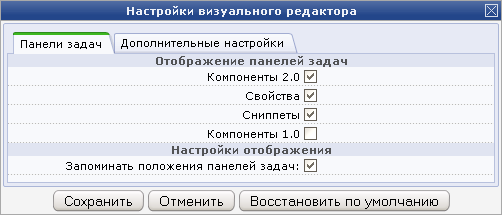 Настройки визуального редактора
Панели задач
Дополнительные настройки
Отображение панелей задач
Компоненты 2.0
Свойства
Сниппеты
Компоненты 1.0
Настройки отображения
Запоминать положения панелей задач:
Сохранить
Отменить
Восстановить по умолчанию